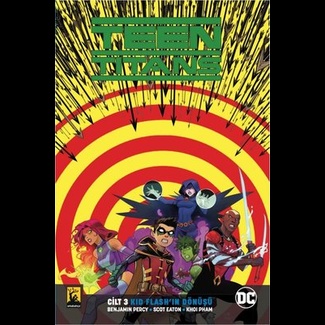 TEEN
TITANS
CİLT 3 KID FLASH'IN DÖNÜŞÜ
BENJAMIN PERCY • SCOT EATON • KHOI PHAM
DC